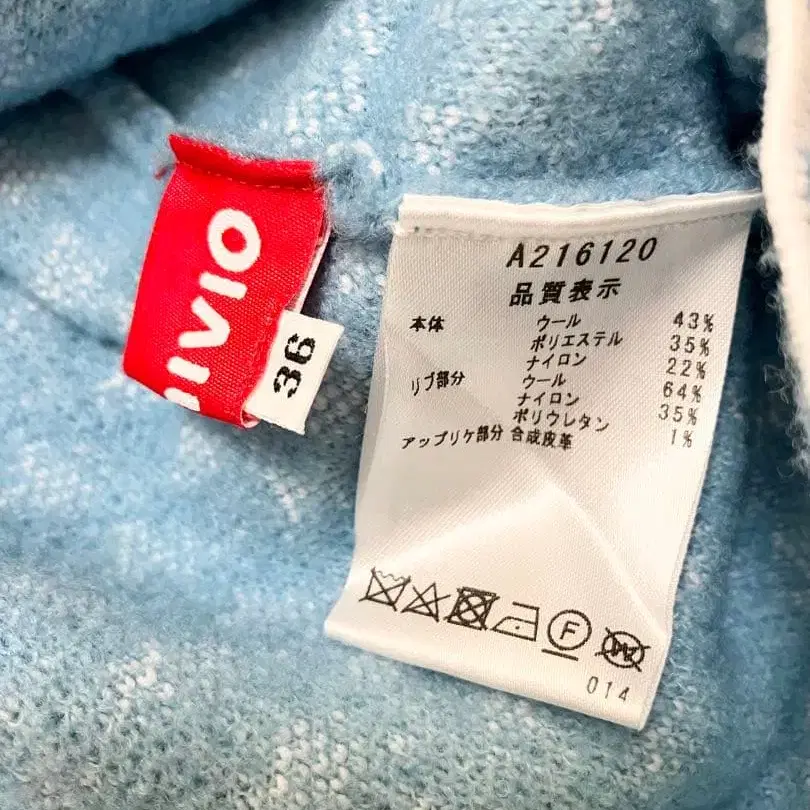 IVIO
36
A216120
品質表示
本体 ウール 43%
ポリエステル 35%
ナイロン 22%
リブ部分 ウール 64%
ナイロン 35%
ポリウレタン 1%
アップリケ部分 合成皮革
F
014